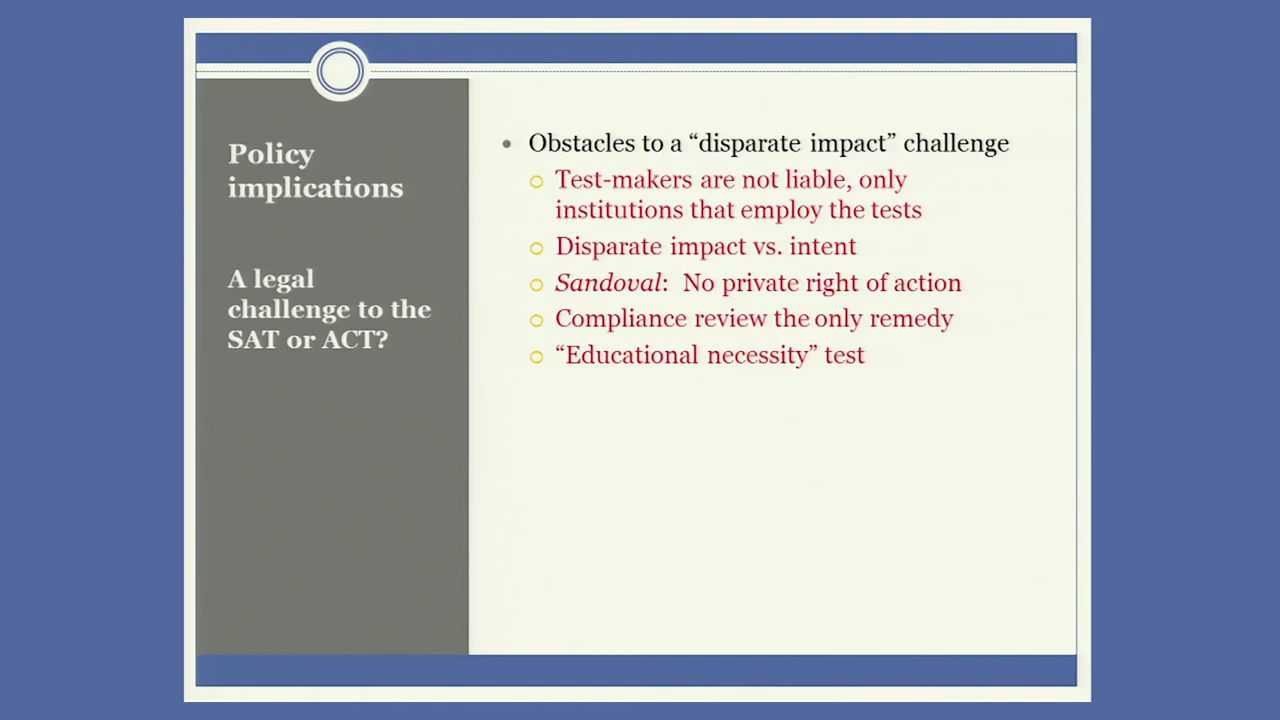 Policy
implications
A legal
challenge to the
SAT or ACT?
• Obstacles to a “disparate impact” challenge
Test-makers are not liable, only
institutions that employ the tests
Disparate impact vs. intent
Sandoval: No private right of action
Compliance review the only remedy
“Educational necessity” test